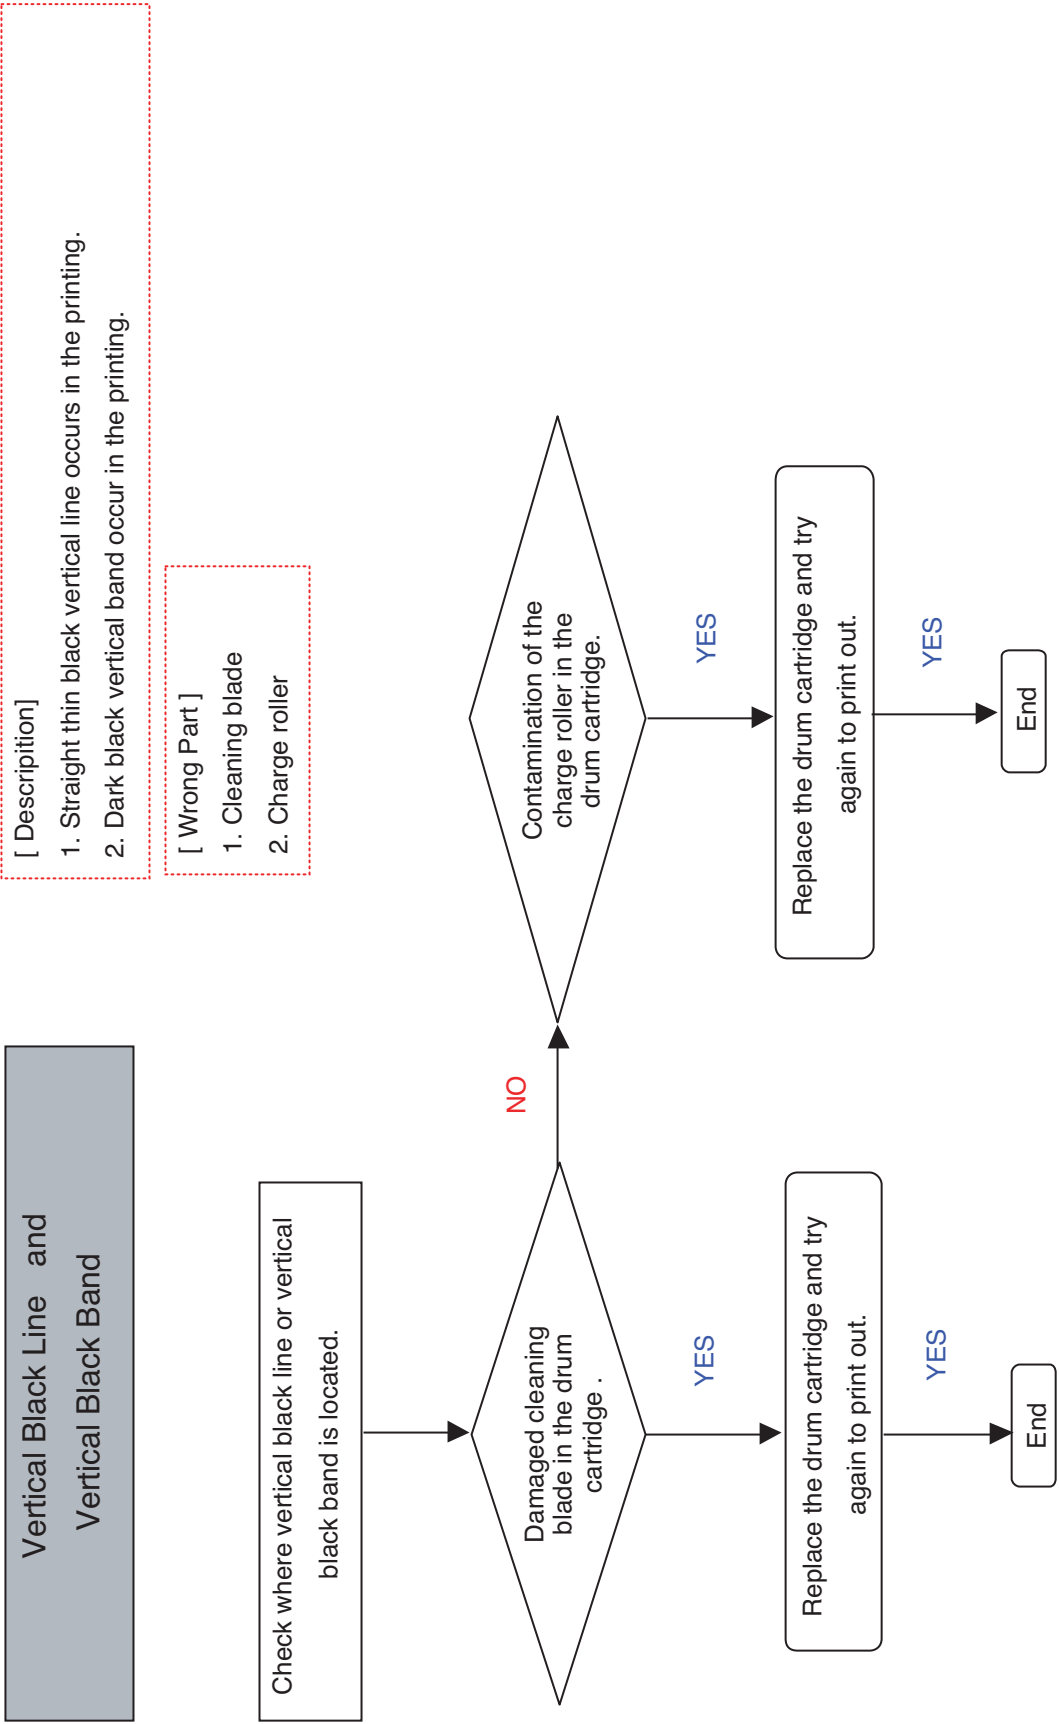 Vertical Black Line and
Vertical Black Band
[ Descripition]
1. Straight thin black vertical line occurs in the printing.
2. Dark black vertical band occur in the printing.
[ Wrong Part ]
1. Cleaning blade
2. Charge roller
Check where vertical black line or vertical
black band is located.
Damaged cleaning
blade in the drum
cartridge .
NO
Contamination of the
charge roller in the
drum cartridge.
YES
YES
Replace the drum cartridge and try
again to print out.
Replace the drum cartridge and try
again to print out.
YES
YES
End
End